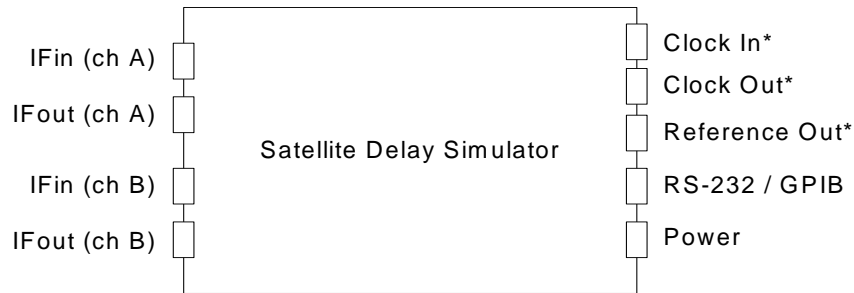 IFin (ch A)
IFout (ch A)
IFin (ch B)
IFout (ch B)
Satellite Delay Simulator
Clock In*
Clock Out*
Reference Out*
RS-232 / GPIB
Power